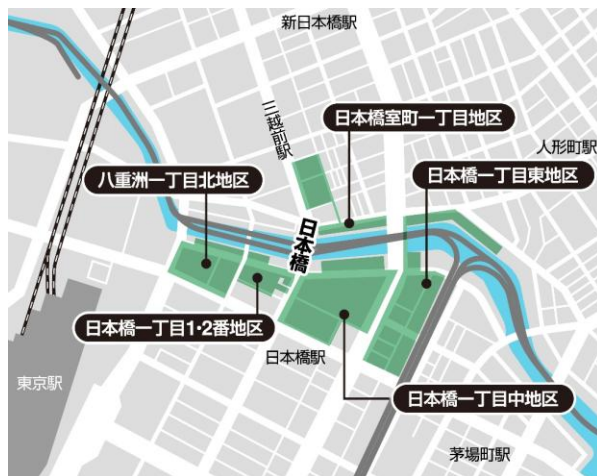 新日本橋駅
三越前駅
日本橋室町一丁目地区
人形町駅
八重洲一丁目北地区
日本橋一丁目東地区
日本橋
日本橋一丁目1・2番地区
日本橋駅
東京駅
日本橋一丁目中地区
茅場町駅